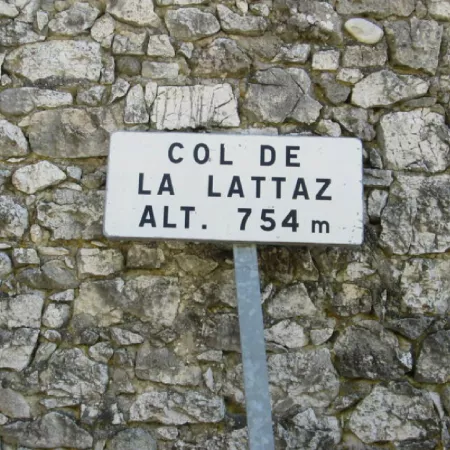 COL DE
LA LATTAZ
ALT. 754 m